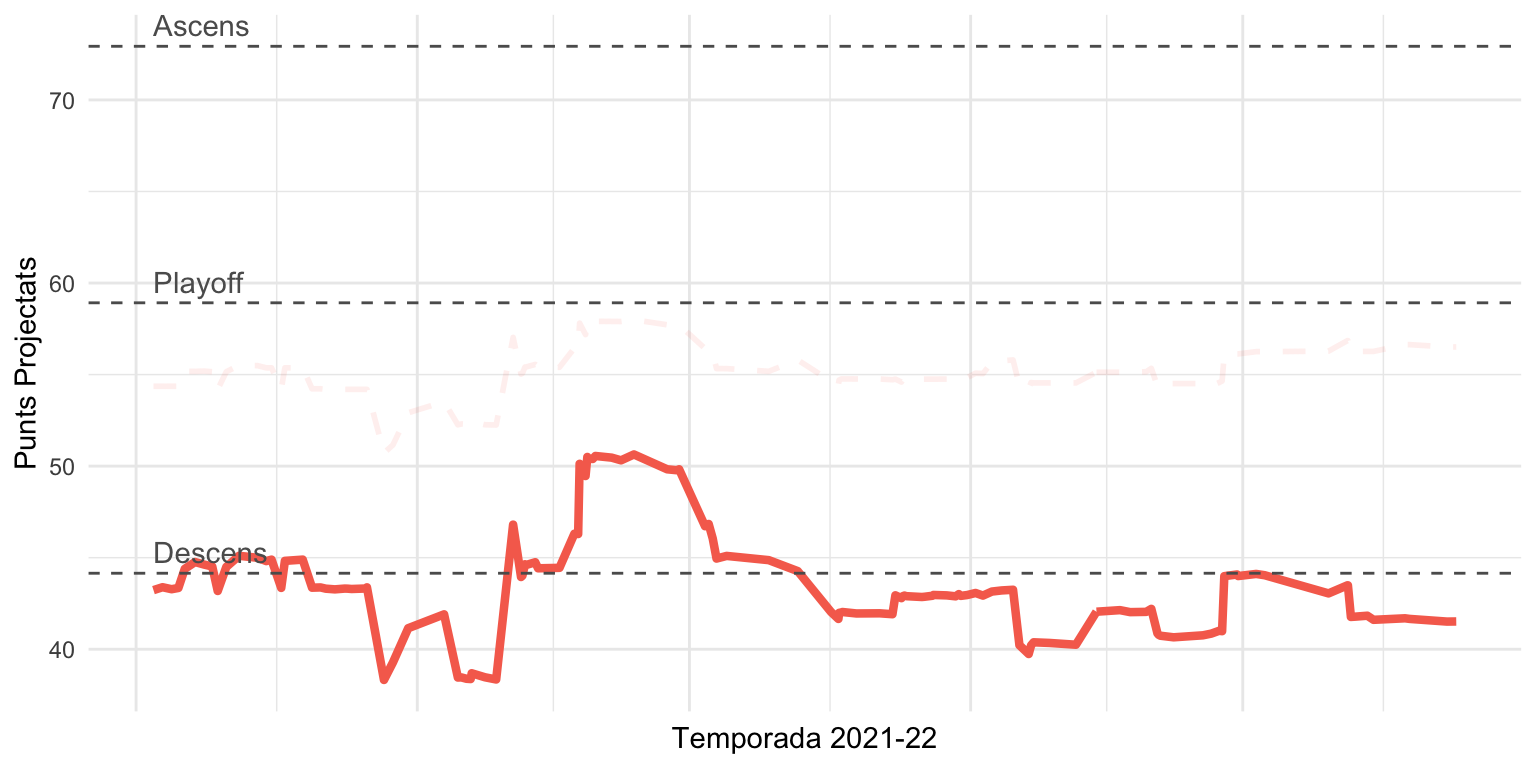 Ascens
70
Playoff
60
50
Descens
40
Punts Projectats
Temporada 2021-22